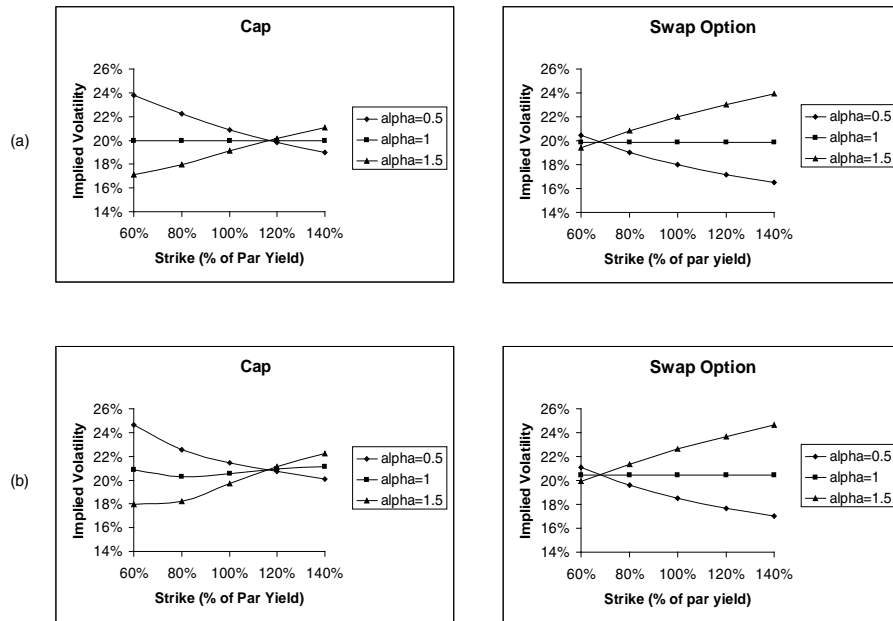 (a)
Cap
Implied Volatility
26%
24%
22%
20%
18%
16%
14%
60% 80% 100% 120% 140%
Strike (% of Par Yield)
alpha=0.5
alpha=1
alpha=1.5
Swap Option
Implied Volatility
26%
24%
22%
20%
18%
16%
14%
60% 80% 100% 120% 140%
Strike (% of par yield)
alpha=0.5
alpha=1
alpha=1.5
(b)
Cap
Implied Volatility
26%
24%
22%
20%
18%
16%
14%
60% 80% 100% 120% 140%
Strike (% of Par Yield)
alpha=0.5
alpha=1
alpha=1.5
Swap Option
Implied Volatility
26%
24%
22%
20%
18%
16%
14%
60% 80% 100% 120% 140%
Strike (% of par yield)
alpha=0.5
alpha=1
alpha=1.5